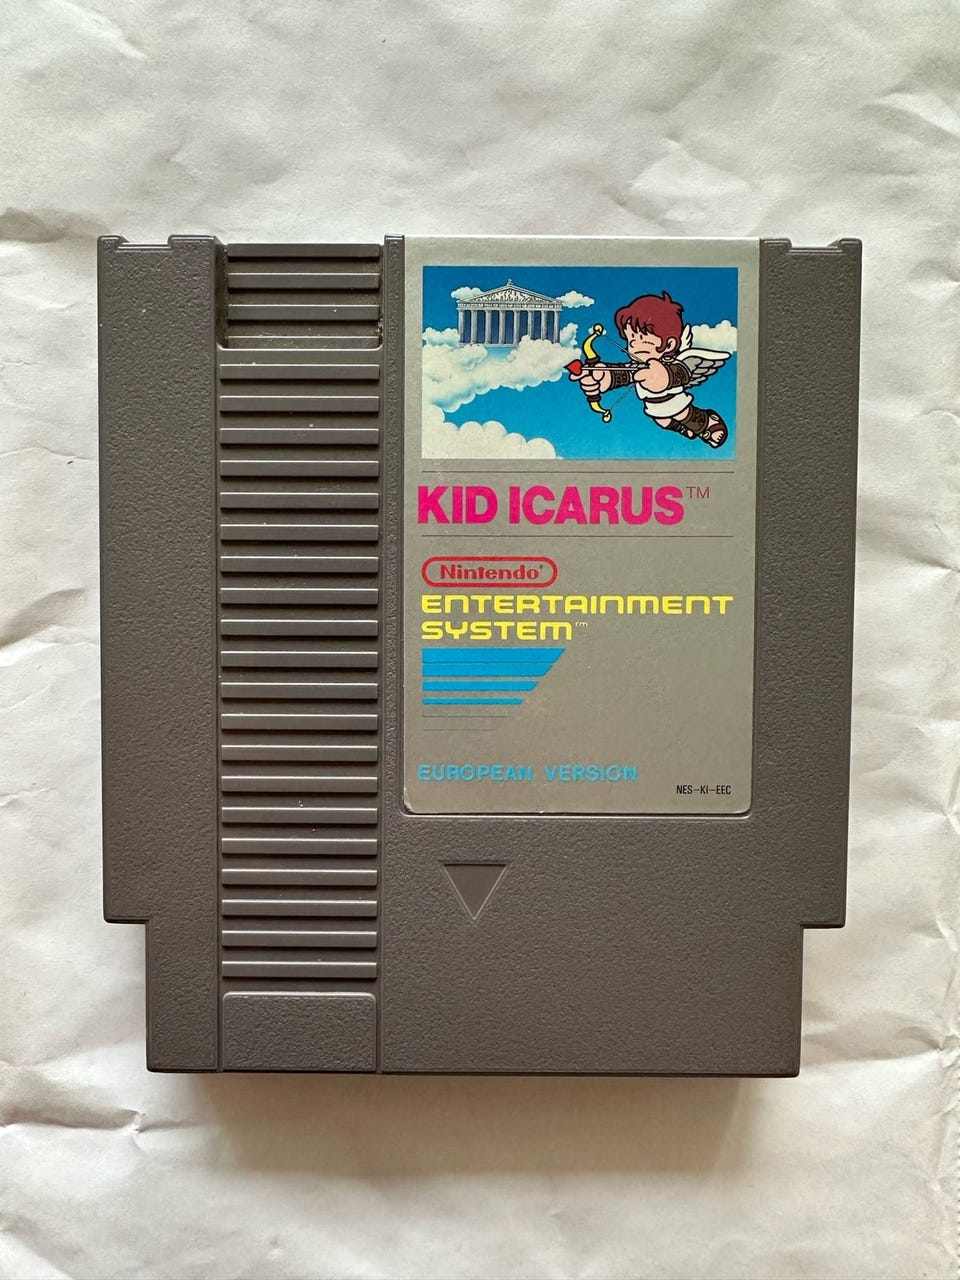 KID ICARUS™
Nintendo®
ENTERTAINMENT
SYSTEM™
EUROPEAN VERSION
NES-KI-EEC